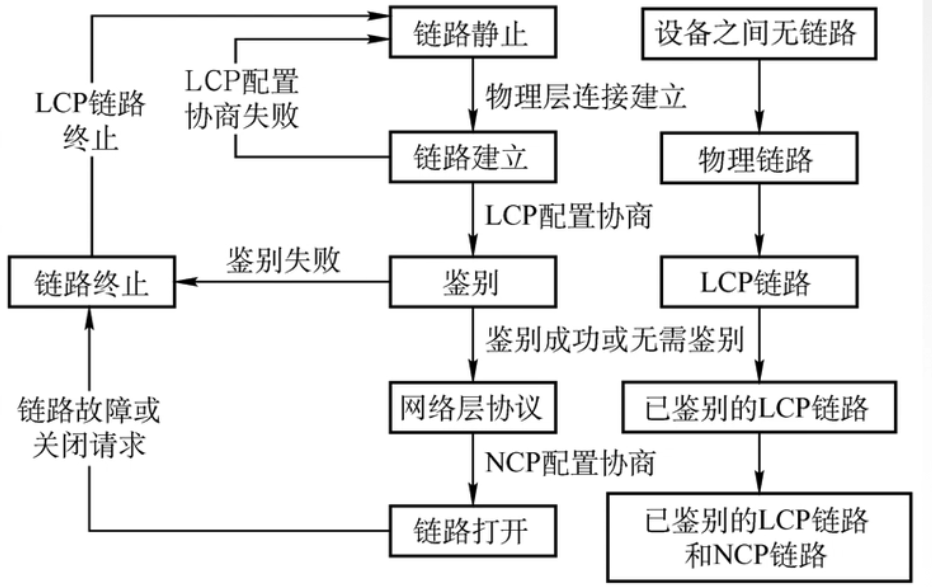 链路静止
设备之间无链路
LCP配置
协商失败
物理层连接建立
LCP链路
终止
链路建立
物理链路
LCP配置协商
链路终止
鉴别失败
鉴别
LCP链路
鉴别成功或无需鉴别
网络层协议
已鉴别的LCP链路
链路故障或
关闭请求
NCP配置协商
链路打开
已鉴别的LCP链路
和NCP链路